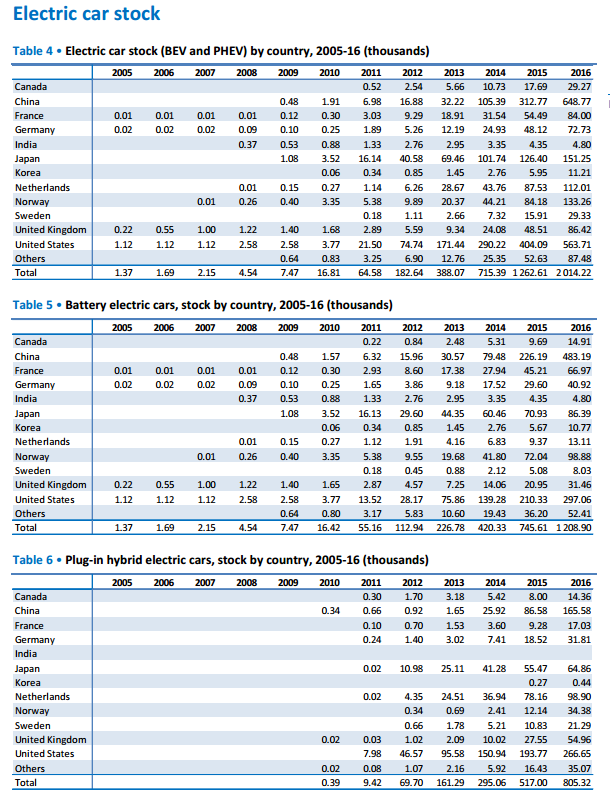 Electric car stock
Table 4 • Electric car stock (BEV and PHEV) by country, 2005-16 (thousands)
2005 2006 2007 2008 2009 2010 2011 2012 2013 2014 2015 2016
Canada 0.52 2.54 5.66 10.73 17.69 29.27
China 0.48 1.91 6.98 16.88 32.22 105.39 312.77 648.77
France 0.01 0.01 0.01 0.01 0.12 0.30 3.03 9.29 18.91 31.54 54.49 84.00
Germany 0.02 0.02 0.02 0.09 0.10 0.25 1.89 5.26 12.19 24.93 48.12 72.73
India 0.37 0.53 0.88 1.33 2.76 2.95 3.35 4.35 4.80
Japan 1.08 3.52 16.14 40.58 69.46 101.74 126.40 151.25
Korea 0.06 0.34 0.85 1.45 2.76 5.95 11.21
Netherlands 0.01 0.15 0.27 1.14 6.26 28.67 43.76 87.53 112.01
Norway 0.01 0.26 0.40 3.35 5.38 9.89 20.37 44.21 84.18 133.26
Sweden 0.18 1.11 2.66 7.32 15.91 29.33
United Kingdom 0.22 0.55 1.00 1.22 1.40 1.68 2.89 5.59 9.34 24.08 48.51 86.42
United States 1.12 1.12 1.12 2.58 2.58 3.77 21.50 74.74 171.44 290.22 404.09 563.71
Others 0.64 0.83 3.25 6.90 12.76 25.35 52.63 87.48
Total 1.37 1.69 2.15 4.54 7.47 16.81 64.58 182.64 388.07 715.39 1 262.61 2 014.22
Table 5 • Battery electric cars, stock by country, 2005-16 (thousands)
2005 2006 2007 2008 2009 2010 2011 2012 2013 2014 2015 2016
Canada 0.22 0.84 2.48 5.31 9.69 14.91
China 0.48 1.57 6.32 15.96 30.57 79.48 226.19 483.19
France 0.01 0.01 0.01 0.01 0.12 0.30 2.93 8.60 17.38 27.94 45.21 66.97
Germany 0.02 0.02 0.02 0.09 0.10 0.25 1.65 3.86 9.18 17.52 29.60 40.92
India 0.37 0.53 0.88 1.33 2.76 2.95 3.35 4.35 4.80
Japan 1.08 3.52 16.13 29.60 44.35 60.46 70.93 86.39
Korea 0.06 0.34 0.85 1.45 2.76 5.67 10.77
Netherlands 0.01 0.15 0.27 1.12 1.91 4.16 6.83 9.37 13.11
Norway 0.01 0.26 0.40 3.35 5.38 9.55 19.68 41.80 72.04 98.88
Sweden 0.18 0.45 0.88 2.12 5.08 8.03
United Kingdom 0.22 0.55 1.00 1.22 1.40 1.65 2.87 4.57 7.25 14.06 20.95 31.46
United States 1.12 1.12 1.12 2.58 2.58 3.77 13.52 28.17 75.86 139.28 210.33 297.06
Others 0.64 0.80 3.17 5.83 10.60 19.43 36.20 52.41
Total 1.37 1.69 2.15 4.54 7.47 16.42 55.16 112.94 226.78 420.33 745.61 1 208.90
Table 6 • Plug-in hybrid electric cars, stock by country, 2005-16 (thousands)
2005 2006 2007 2008 2009 2010 2011 2012 2013 2014 2015 2016
Canada 0.30 1.70 3.18 5.42 8.00 14.36
China 0.34 0.66 0.92 1.65 25.92 86.58 165.58
France 0.10 0.70 1.53 3.60 9.28 17.03
Germany 0.24 1.40 3.02 7.41 18.52 31.81
India
Japan 0.02 10.98 25.11 41.28 55.47 64.86
Korea 0.27 0.44
Netherlands 0.02 4.35 24.51 36.94 78.16 98.90
Norway 0.34 0.69 2.41 12.14 34.38
Sweden 0.66 1.78 5.21 10.83 21.29
United Kingdom 0.02 0.03 1.02 2.09 10.02 27.55 54.96
United States 7.98 46.57 95.58 150.94 193.77 266.65
Others 0.02 0.08 1.07 2.16 5.92 16.43 35.07
Total 0.39 9.42 69.70 161.29 295.06 517.00 805.32